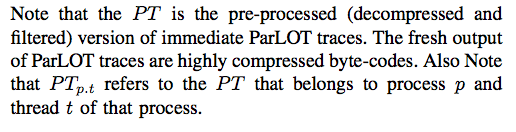 Note that the PT is the pre-processed (decompressed and
filtered) version of immediate ParLOT traces. The fresh output
of ParLOT traces are highly compressed byte-codes. Also Note
that PTp.t refers to the PT that belongs to process p and
thread t of that process.